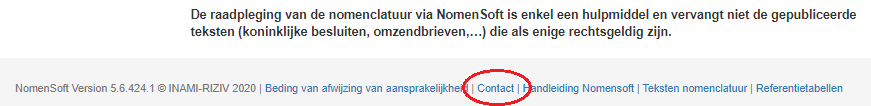 De raadpleging van de nomenclatuur via NomenSoft is enkel een hulpmiddel en vervangt niet de gepubliceerde
teksten (koninklijke besluiten, omzendbrieven,…) die als enige rechtsgeldig zijn.
NomenSoft Version 5.6.424.1 © INAMI-RIZIV 2020 | Beding van afwijzing van aansprakelijkheid | Contact | Handleiding Nomensoft | Teksten nomenclatuur | Referentietabellen